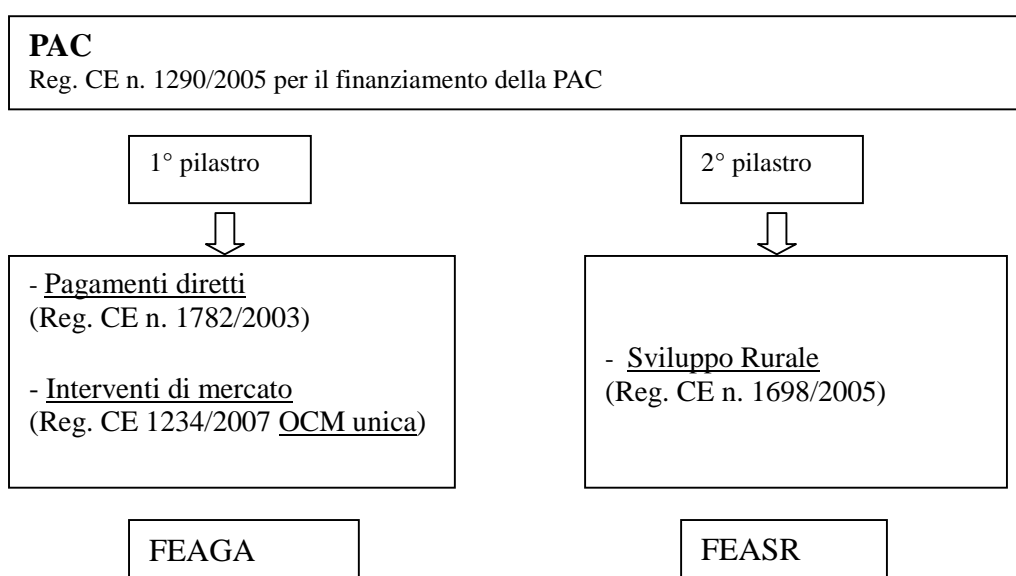 PAC
Reg. CE n. 1290/2005 per il finanziamento della PAC
1° pilastro
2° pilastro
- Pagamenti diretti
(Reg. CE n. 1782/2003)
- Interventi di mercato
(Reg. CE 1234/2007 OCM unica)
- Sviluppo Rurale
(Reg. CE n. 1698/2005)
FEAGA
FEASR